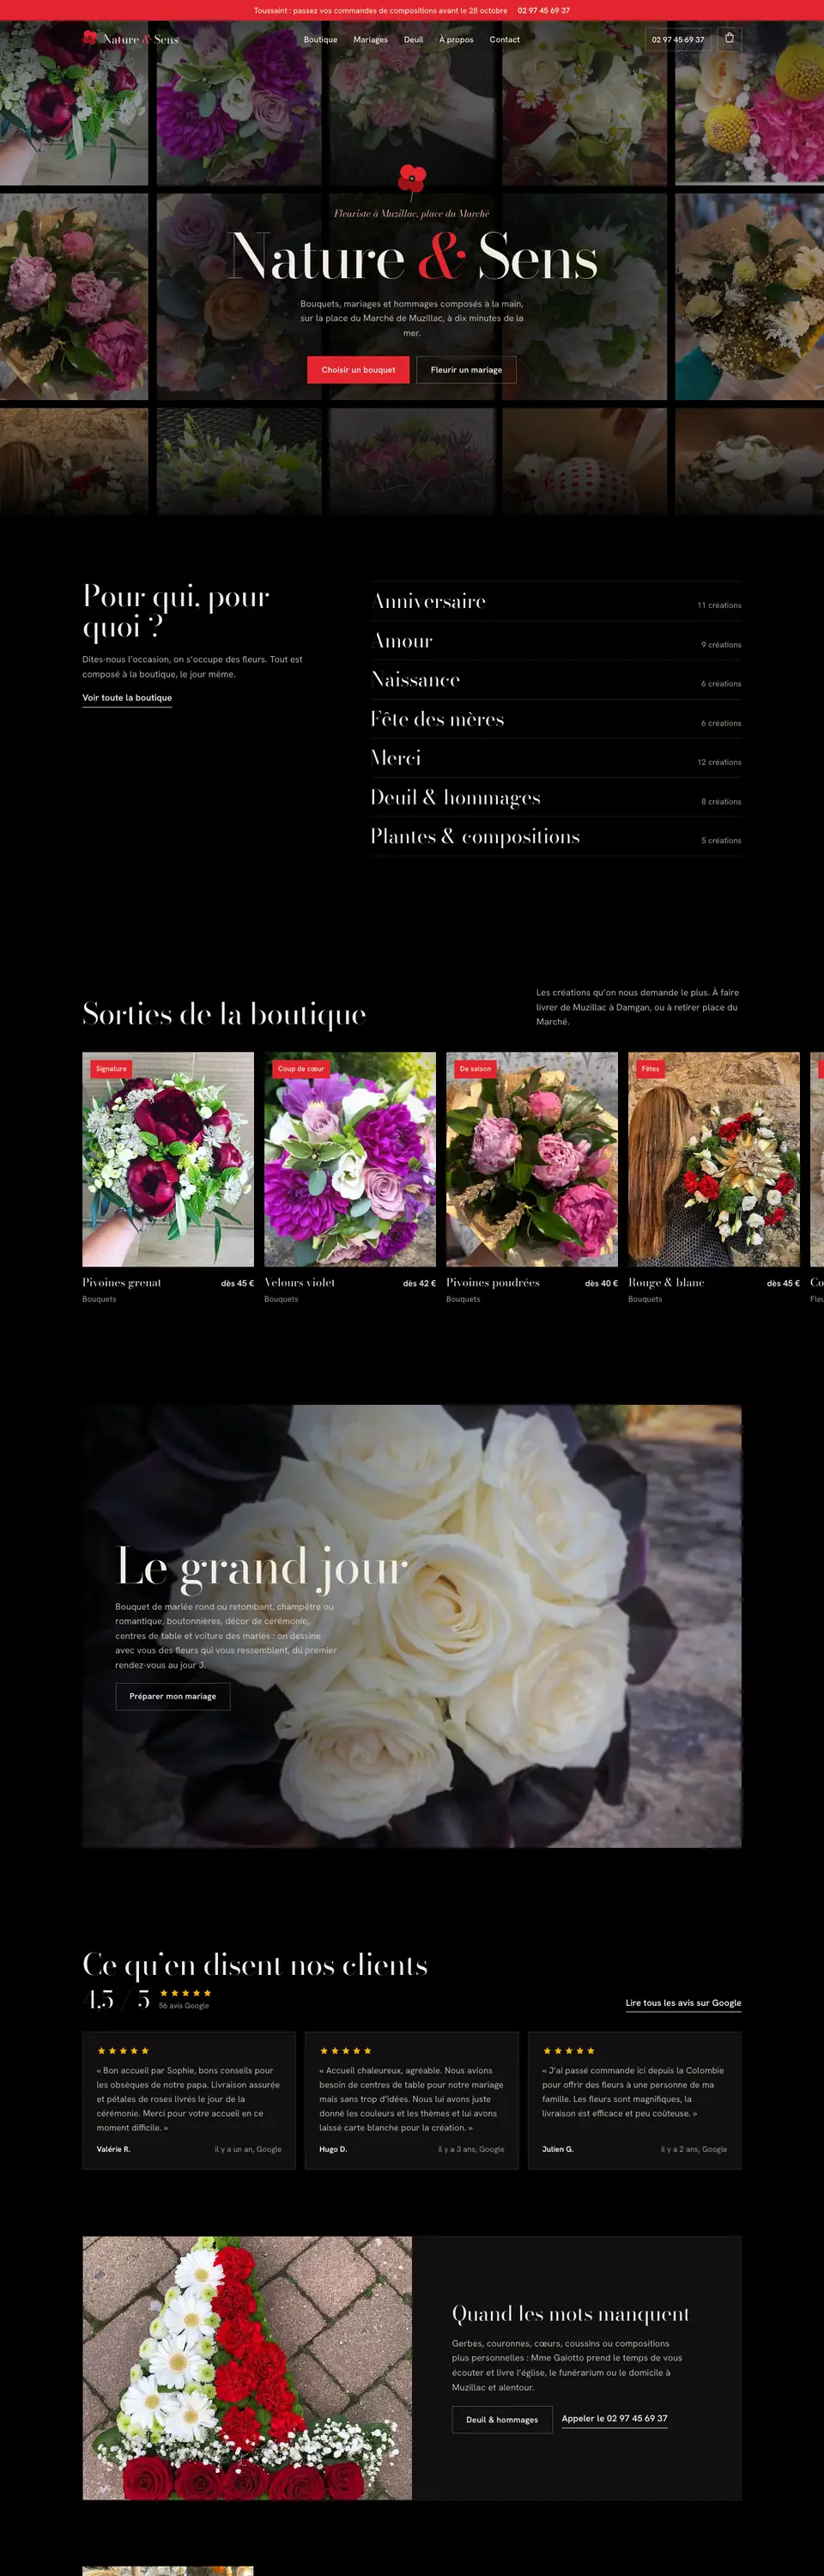 Toussaint : passez vos commandes de compositions avant le 28 octobre 02 97 45 69 37
Nature & Sens
Boutique Mariages Deuil À propos Contact
02 97 45 69 37
Fleuriste à Muzillac, place du Marché
Nature & Sens
Bouquets, mariages et hommages composés à la main,
sur la place du Marché de Muzillac, à dix minutes de la
mer.
Choisir un bouquet
Fleurir un mariage
Pour qui, pour
quoi ?
Dites-nous l'occasion, on s'occupe des fleurs. Tout est
composé à la boutique, le jour même.
Voir toute la boutique
Anniversaire 11 créations
Amour 9 créations
Naissance 6 créations
Fête des mères 6 créations
Merci 12 créations
Deuil & hommages 8 créations
Plantes & compositions 5 créations
Sorties de la boutique
Les créations qu'on nous demande le plus. À faire
livrer de Muzillac à Damgan, ou à retirer place du
Marché.
Signature
Coup de cœur
De saison
Fêtes
Pivoines grenat dès 45 €
Bouquets
Velours violet dès 42 €
Bouquets
Pivoines poudrées dès 40 €
Bouquets
Rouge & blanc dès 45 €
Bouquets
Co
Fleu
Le grand jour
Bouquet de mariée rond ou retombant, champêtre ou
romantique, boutonnières, décor de cérémonie,
centres de table et voiture des mariés : on dessine
avec vous des fleurs qui vous ressemblent, du premier
rendez-vous au jour J.
Préparer mon mariage
Ce qu'en disent nos clients
4,5 / 5
56 avis Google
Lire tous les avis sur Google
« Bon accueil par Sophie, bons conseils pour
les obsèques de notre papa. Livraison assurée
et pétales de roses livrés le jour de la
cérémonie. Merci pour votre accueil en ce
moment difficile. »
Valérie R. il y a un an, Google
« Accueil chaleureux, agréable. Nous avions
besoin de centres de table pour notre mariage
mais sans trop d'idées. Nous lui avons juste
donné les couleurs et les thèmes et lui avons
laissé carte blanche pour la création. »
Hugo D. il y a 3 ans, Google
« J'ai passé commande ici depuis la Colombie
pour offrir des fleurs à une personne de ma
famille. Les fleurs sont magnifiques, la
livraison est efficace et peu coûteuse. »
Julien G. il y a 2 ans, Google
Quand les mots manquent
Gerbes, couronnes, cœurs, coussins ou compositions
plus personnelles : Mme Gaiotto prend le temps de vous
écouter et livre l'église, le funérarium ou le domicile à
Muzillac et alentour.
Deuil & hommages
Appeler le 02 97 45 69 37